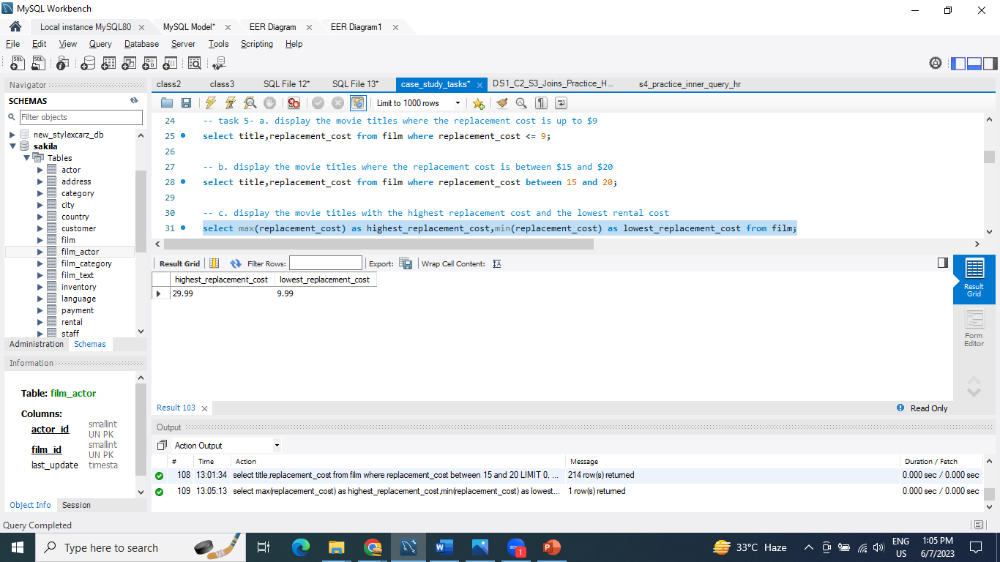 MySQL Workbench
Local instance MySQL80 MySQL Model* EER Diagram EER Diagram1
File Edit View Query Database Server Tools Scripting Help
Navigator
SCHEMAS
Filter objects
new_stylexcarz_db
sakila
Tables
actor
address
category
city
country
customer
film
film_actor
film_category
film_text
inventory
language
payment
rental
staff
Administration Schemas
Information
Table: film_actor
Columns:
actor_id smallint
UN PK
film_id smallint
UN PK
last_update timesta
Object Info Session
class2 class3 SQL File 12* SQL File 13* case_study_tasks* DS1_C2_S3_Joins_Practice_H... s4_practice_inner_query_hr
Limit to 1000 rows
24 -- task 5- a. display the movie titles where the replacement cost is up to $9
25 select title,replacement_cost from film where replacement_cost <= 9;
26
27 -- b. display the movie titles where the replacement cost is between $15 and $20
28 select title,replacement_cost from film where replacement_cost between 15 and 20;
29
30 -- c. display the movie titles with the highest replacement cost and the lowest rental cost
31 select max(replacement_cost) as highest_replacement_cost,min(replacement_cost) as lowest_replacement_cost from film;
Result Grid Filter Rows: Export: Wrap Cell Content:
highest_replacement_cost lowest_replacement_cost
29.99 9.99
Result
Grid
Form
Editor
Result 103 Read Only
Output
Action Output
# Time Action Message Duration / Fetch
108 13:01:34 select title,replacement_cost from film where replacement_cost between 15 and 20 LIMIT 0, ... 214 row(s) returned 0.000 sec / 0.000 sec
109 13:05:13 select max(replacement_cost) as highest_replacement_cost,min(replacement_cost) as lowest... 1 row(s) returned 0.000 sec / 0.000 sec
Query Completed
Type here to search 33°C Haze ENG 1:05 PM
US 6/7/2023